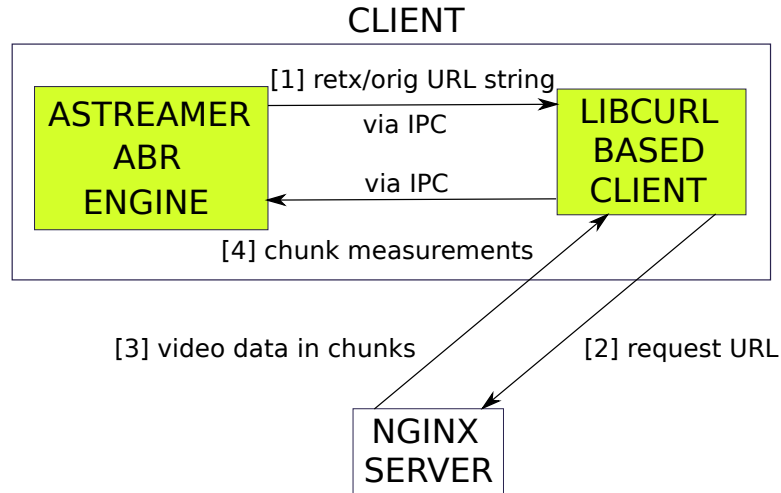 CLIENT
[1] retx/orig URL string
via IPC
ASTREAMER
ABR
ENGINE
LIBCURL
BASED
CLIENT
via IPC
[4] chunk measurements
[3] video data in chunks
[2] request URL
NGINX
SERVER